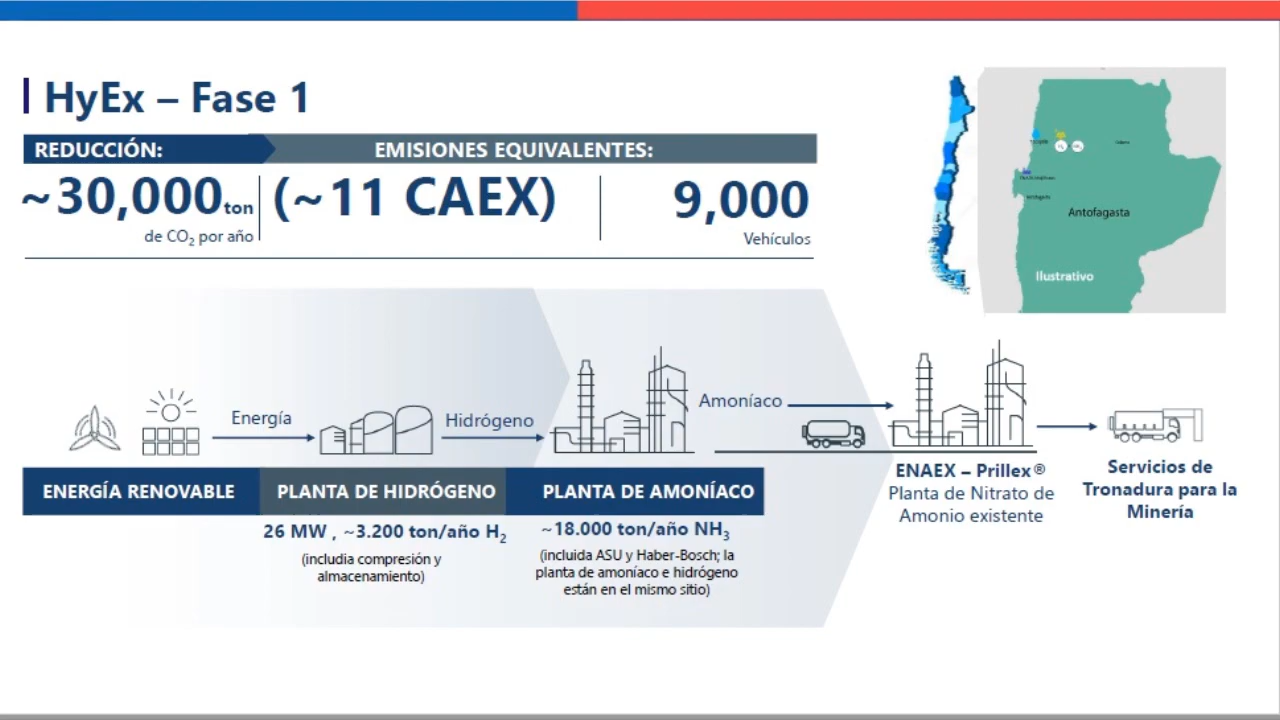 HyEx – Fase 1
REDUCCIÓN:
EMISIONES EQUIVALENTES:
~30,000 ton
de CO₂ por año
(~11 CAEX)
9,000
Vehículos
Antofagasta
Ilustrativo
Energía
Hidrógeno
Amoníaco
ENERGÍA RENOVABLE
PLANTA DE HIDRÓGENO
26 MW , ~3.200 ton/año H₂
(includia compresión y
almacenamiento)
PLANTA DE AMONÍACO
~18.000 ton/año NH₃
(incluida ASU y Haber-Bosch; la
planta de amoníaco e hidrógeno
están en el mismo sitio)
ENAEX – Prillex®
Planta de Nitrato de
Amonio existente
Servicios de
Tronadura para la
Minería